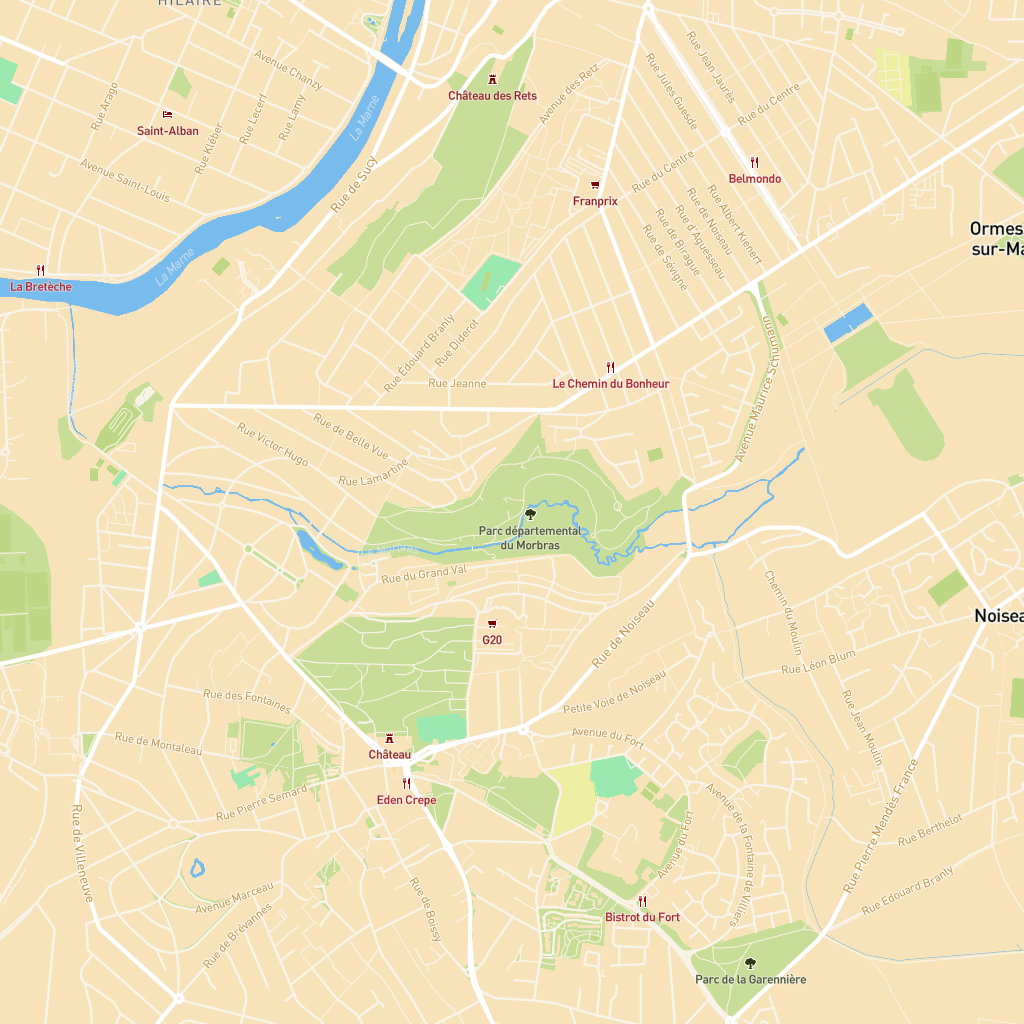 HILAIRE
Avenue Chanzy
Rue Arago
Rue Lecerf
Rue Lamy
Saint-Alban
Rue Kléber
Avenue Saint-Louis
La Marne
Rue de Sucy
La Marne
La Bretèche
Château des Rets
Avenue des Retz
Rue Jules Guesde
Rue Jean Jaurès
Rue du Centre
Belmondo
Rue du Centre
Franprix
Rue Albert Kienert
Rue de Noiseau
Rue d'Aguesseau
Rue de Birague
Rue de Sévigné
Ormes
sur-Ma
Rue Édouard Branly
Rue Diderot
Rue Jeanne
Le Chemin du Bonheur
Avenue Maurice Schumann
Rue de Belle Vue
Rue Victor Hugo
Rue Lamartine
Parc départemental
du Morbras
Le Morbras
Rue du Grand Val
G20
Rue de Noiseau
Chemin du Moulin
Noisea
Rue Léon Blum
Petite Voie de Noiseau
Rue des Fontaines
Rue Jean Moulin
Rue de Montaleau
Château
Avenue du Fort
Eden Crepe
Rue Pierre Semard
Rue de Villeneuve
Avenue de la Fontaine de Villiers
Avenue du Fort
Rue Pierre Mendès France
Rue Berthelot
Rue Edouard Branly
Avenue Marceau
Rue de Brévannes
Rue de Boissy
Bistrot du Fort
Parc de la Garennière